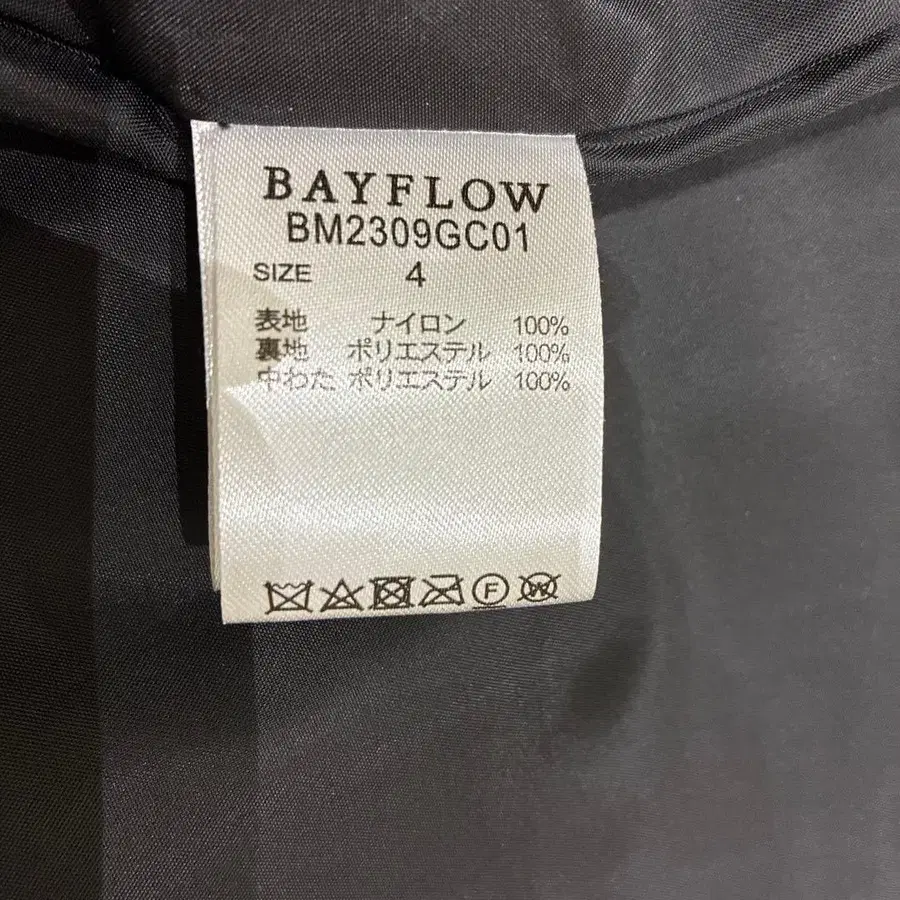 BAYFLOW
BM2309GC01
SIZE 4
表地 ナイロン 100%
裏地 ポリエステル 100%
中わた ポリエステル 100%
F W